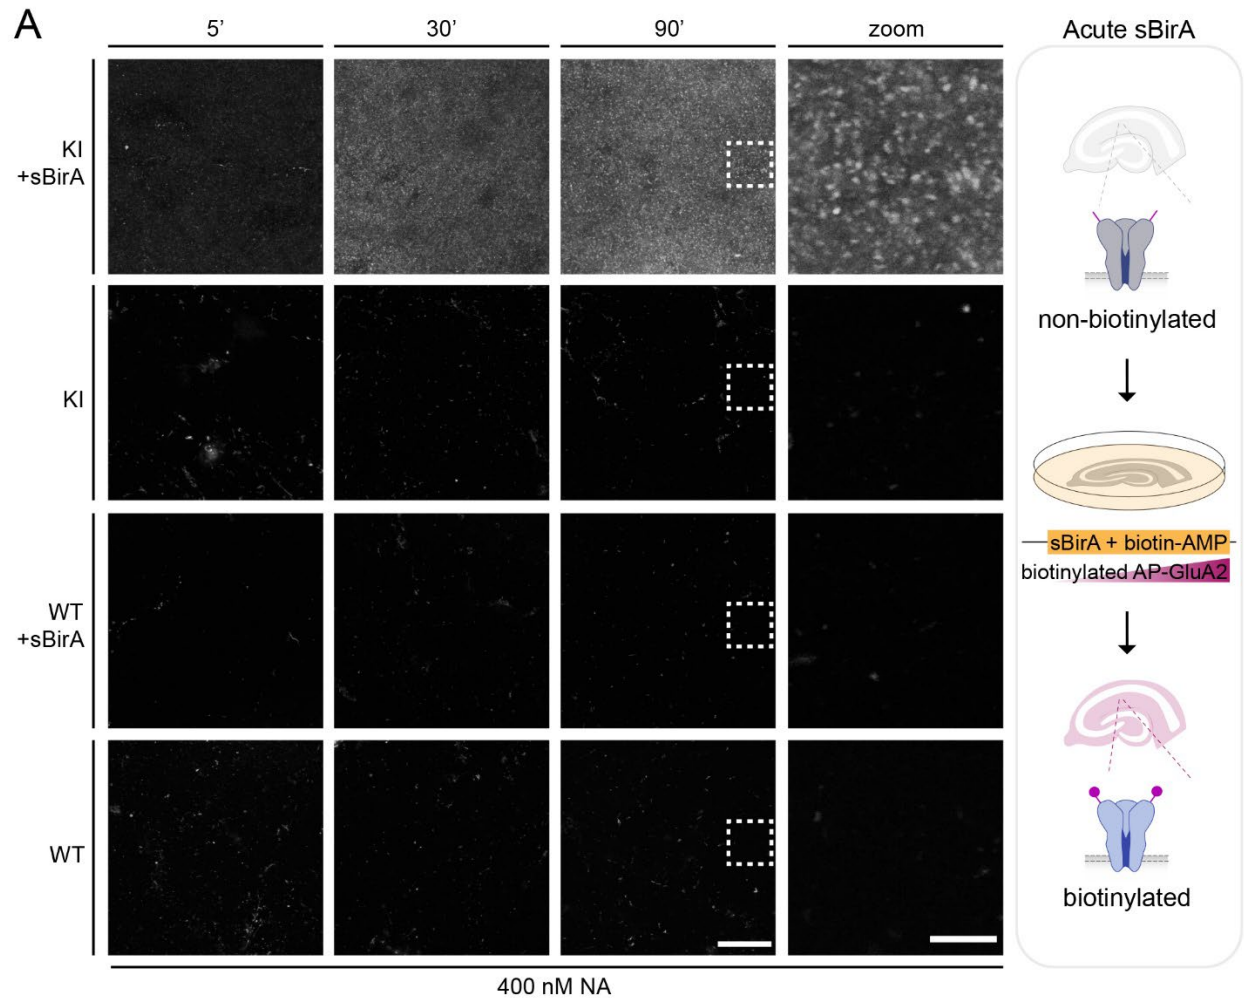 A
5’
30’
90’
zoom
Acute sBirA
KI
+sBirA
KI
WT
+sBirA
WT
400 nM NA
non-biotinylated
sBirA + biotin-AMP
biotinylated AP-GluA2
biotinylated